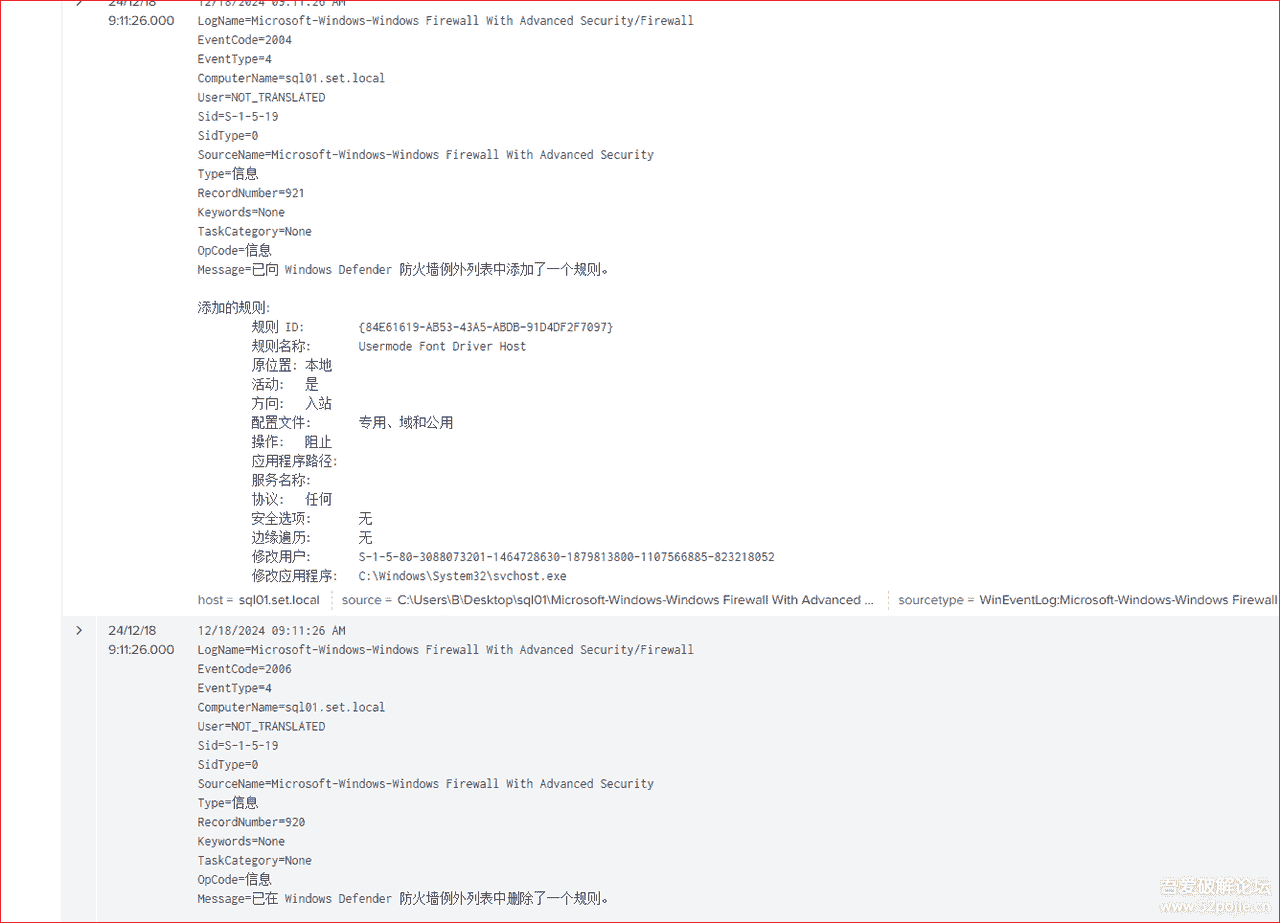 24/12/18 12/18/2024 09:11:26 AM
9:11:26.000 LogName=Microsoft-Windows-Windows Firewall With Advanced Security/Firewall
EventCode=2004
EventType=4
ComputerName=sql01.set.local
User=NOT_TRANSLATED
Sid=S-1-5-19
SidType=0
SourceName=Microsoft-Windows-Windows Firewall With Advanced Security
Type=信息
RecordNumber=921
Keywords=None
TaskCategory=None
OpCode=信息
Message=已向 Windows Defender 防火墙例外列表中添加了一个规则。
添加的规则:
规则 ID: {84E61619-AB53-43A5-ABDB-91D4DF2F7097}
规则名称: Usermode Font Driver Host
原位置: 本地
活动: 是
方向: 入站
配置文件: 专用、域和公用
操作: 阻止
应用程序路径:
服务名称:
协议: 任何
安全选项: 无
边缘遍历: 无
修改用户: S-1-5-80-3088073201-1464728630-1879813800-1107566885-823218052
修改应用程序: C:\Windows\System32\svchost.exe
host = sql01.set.local source = C:\Users\B\Desktop\sql01\Microsoft-Windows-Windows Firewall With Advanced ... sourcetype = WinEventLog:Microsoft-Windows-Windows Firewall
24/12/18 12/18/2024 09:11:26 AM
9:11:26.000 LogName=Microsoft-Windows-Windows Firewall With Advanced Security/Firewall
EventCode=2006
EventType=4
ComputerName=sql01.set.local
User=NOT_TRANSLATED
Sid=S-1-5-19
SidType=0
SourceName=Microsoft-Windows-Windows Firewall With Advanced Security
Type=信息
RecordNumber=920
Keywords=None
TaskCategory=None
OpCode=信息
Message=已在 Windows Defender 防火墙例外列表中删除了一个规则。
吾爱破解论坛
www.52pojie.cn